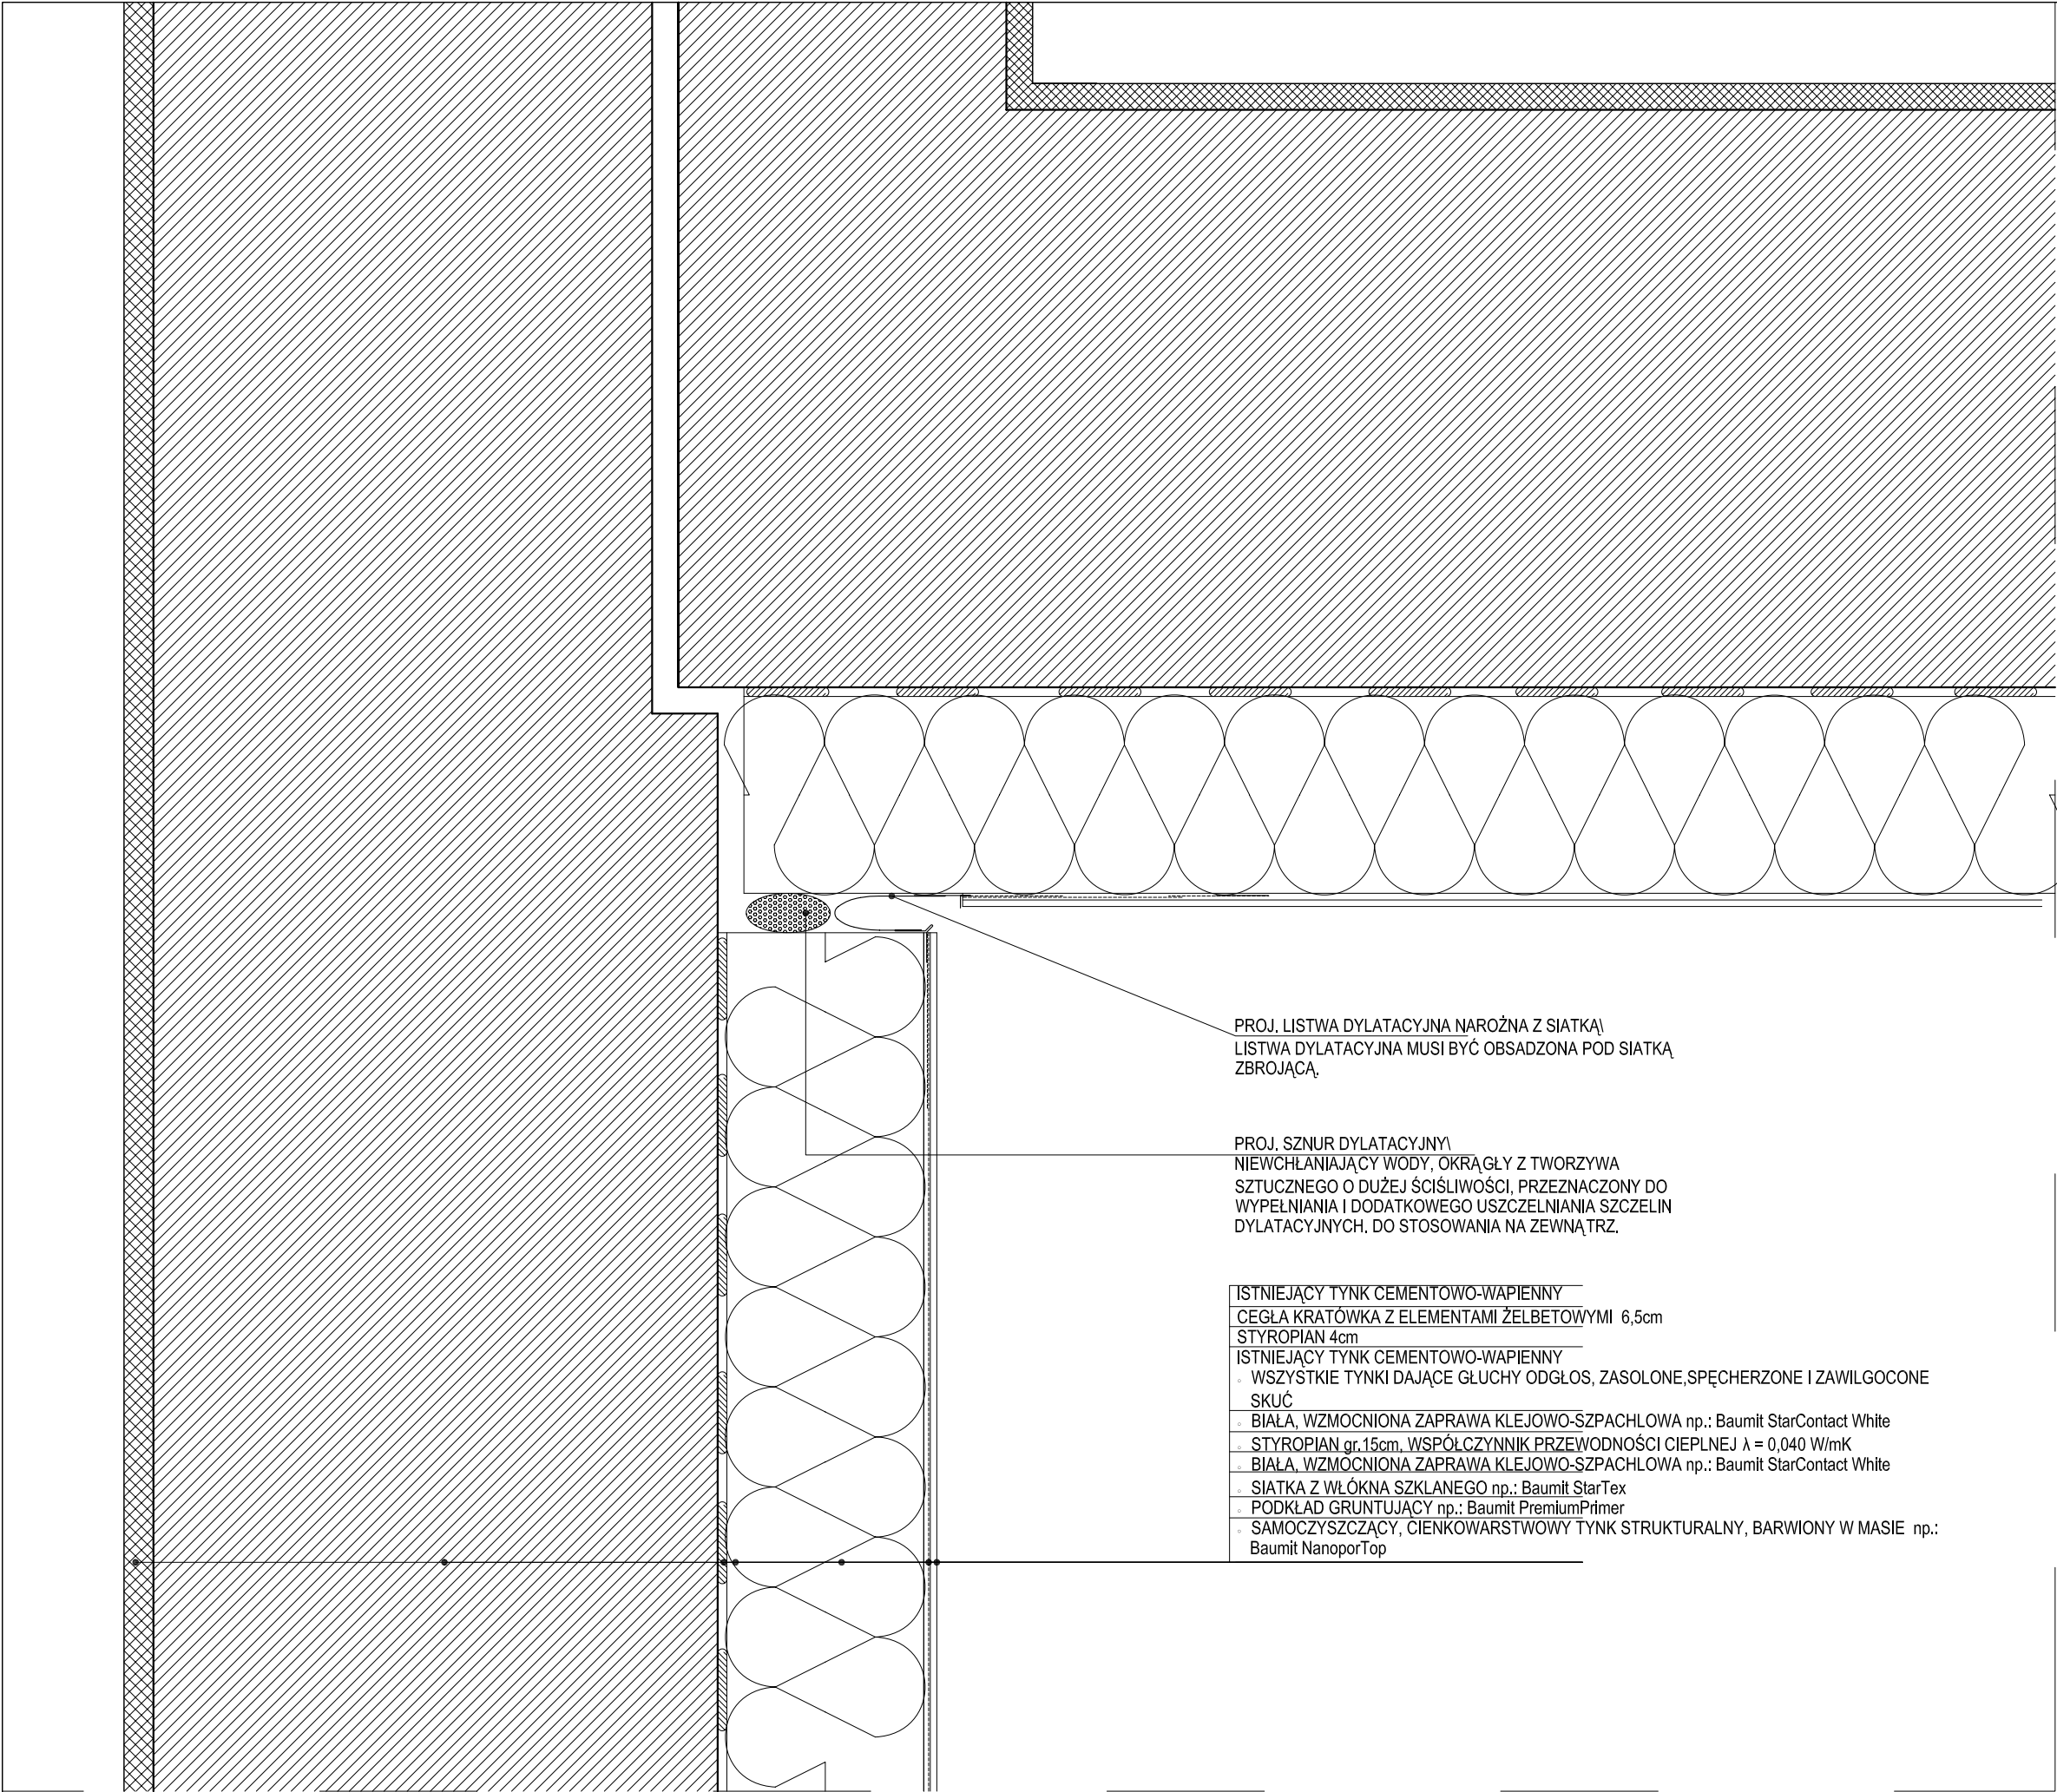 PROJ. LISTWA DYLATACYJNA NAROŻNA Z SIATKĄ\
LISTWA DYLATACYJNA MUSI BYĆ OBSADZONA POD SIATKĄ
ZBROJĄCĄ.
PROJ. SZNUR DYLATACYJNY\
NIEWCHŁANIAJĄCY WODY, OKRĄGŁY Z TWORZYWA
SZTUCZNEGO O DUŻEJ ŚCIŚLIWOŚCI, PRZEZNACZONY DO
WYPEŁNIANIA I DODATKOWEGO USZCZELNIANIA SZCZELIN
DYLATACYJNYCH. DO STOSOWANIA NA ZEWNĄTRZ.
ISTNIEJĄCY TYNK CEMENTOWO-WAPIENNY
CEGŁA KRATÓWKA Z ELEMENTAMI ŻELBETOWYMI 6,5cm
STYROPIAN 4cm
ISTNIEJĄCY TYNK CEMENTOWO-WAPIENNY
◦ WSZYSTKIE TYNKI DAJĄCE GŁUCHY ODGŁOS, ZASOLONE,SPĘCHERZONE I ZAWILGOCONE
SKUĆ
◦ BIAŁA, WZMOCNIONA ZAPRAWA KLEJOWO-SZPACHLOWA np.: Baumit StarContact White
◦ STYROPIAN gr.15cm, WSPÓŁCZYNNIK PRZEWODNOŚCI CIEPLNEJ λ = 0,040 W/mK
◦ BIAŁA, WZMOCNIONA ZAPRAWA KLEJOWO-SZPACHLOWA np.: Baumit StarContact White
◦ SIATKA Z WŁÓKNA SZKLANEGO np.: Baumit StarTex
◦ PODKŁAD GRUNTUJĄCY np.: Baumit PremiumPrimer
◦ SAMOCZYSZCZĄCY, CIENKOWARSTWOWY TYNK STRUKTURALNY, BARWIONY W MASIE np.:
Baumit NanoporTop